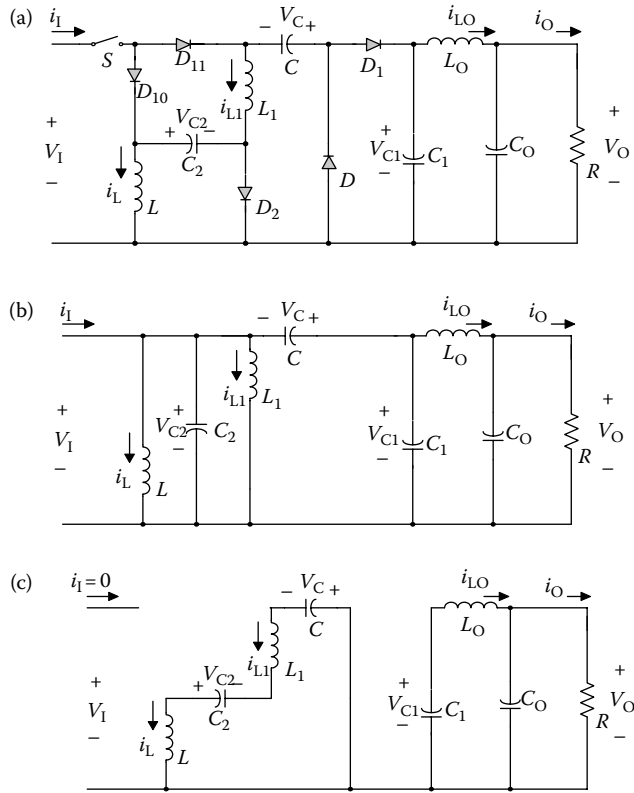 (a)
i_I
S
D_10
D_11
− V_C +
C
D_1
i_LO
L_O
i_O
+
V_I
−
V_C2
+ −
C_2
i_L1
L_1
i_L
L
D_2
D
+
V_C1
−
C_1
C_O
R
+
V_O
−
(b)
i_I
− V_C +
C
i_LO
L_O
i_O
+
V_I
−
i_L
L
+
V_C2
−
C_2
i_L1
L_1
+
V_C1
−
C_1
C_O
R
+
V_O
−
(c)
i_I = 0
− V_C +
C
i_LO
L_O
i_O
+
V_I
−
i_L
L
+ V_C2 −
C_2
i_L1
L_1
+
V_C1
−
C_1
C_O
R
+
V_O
−